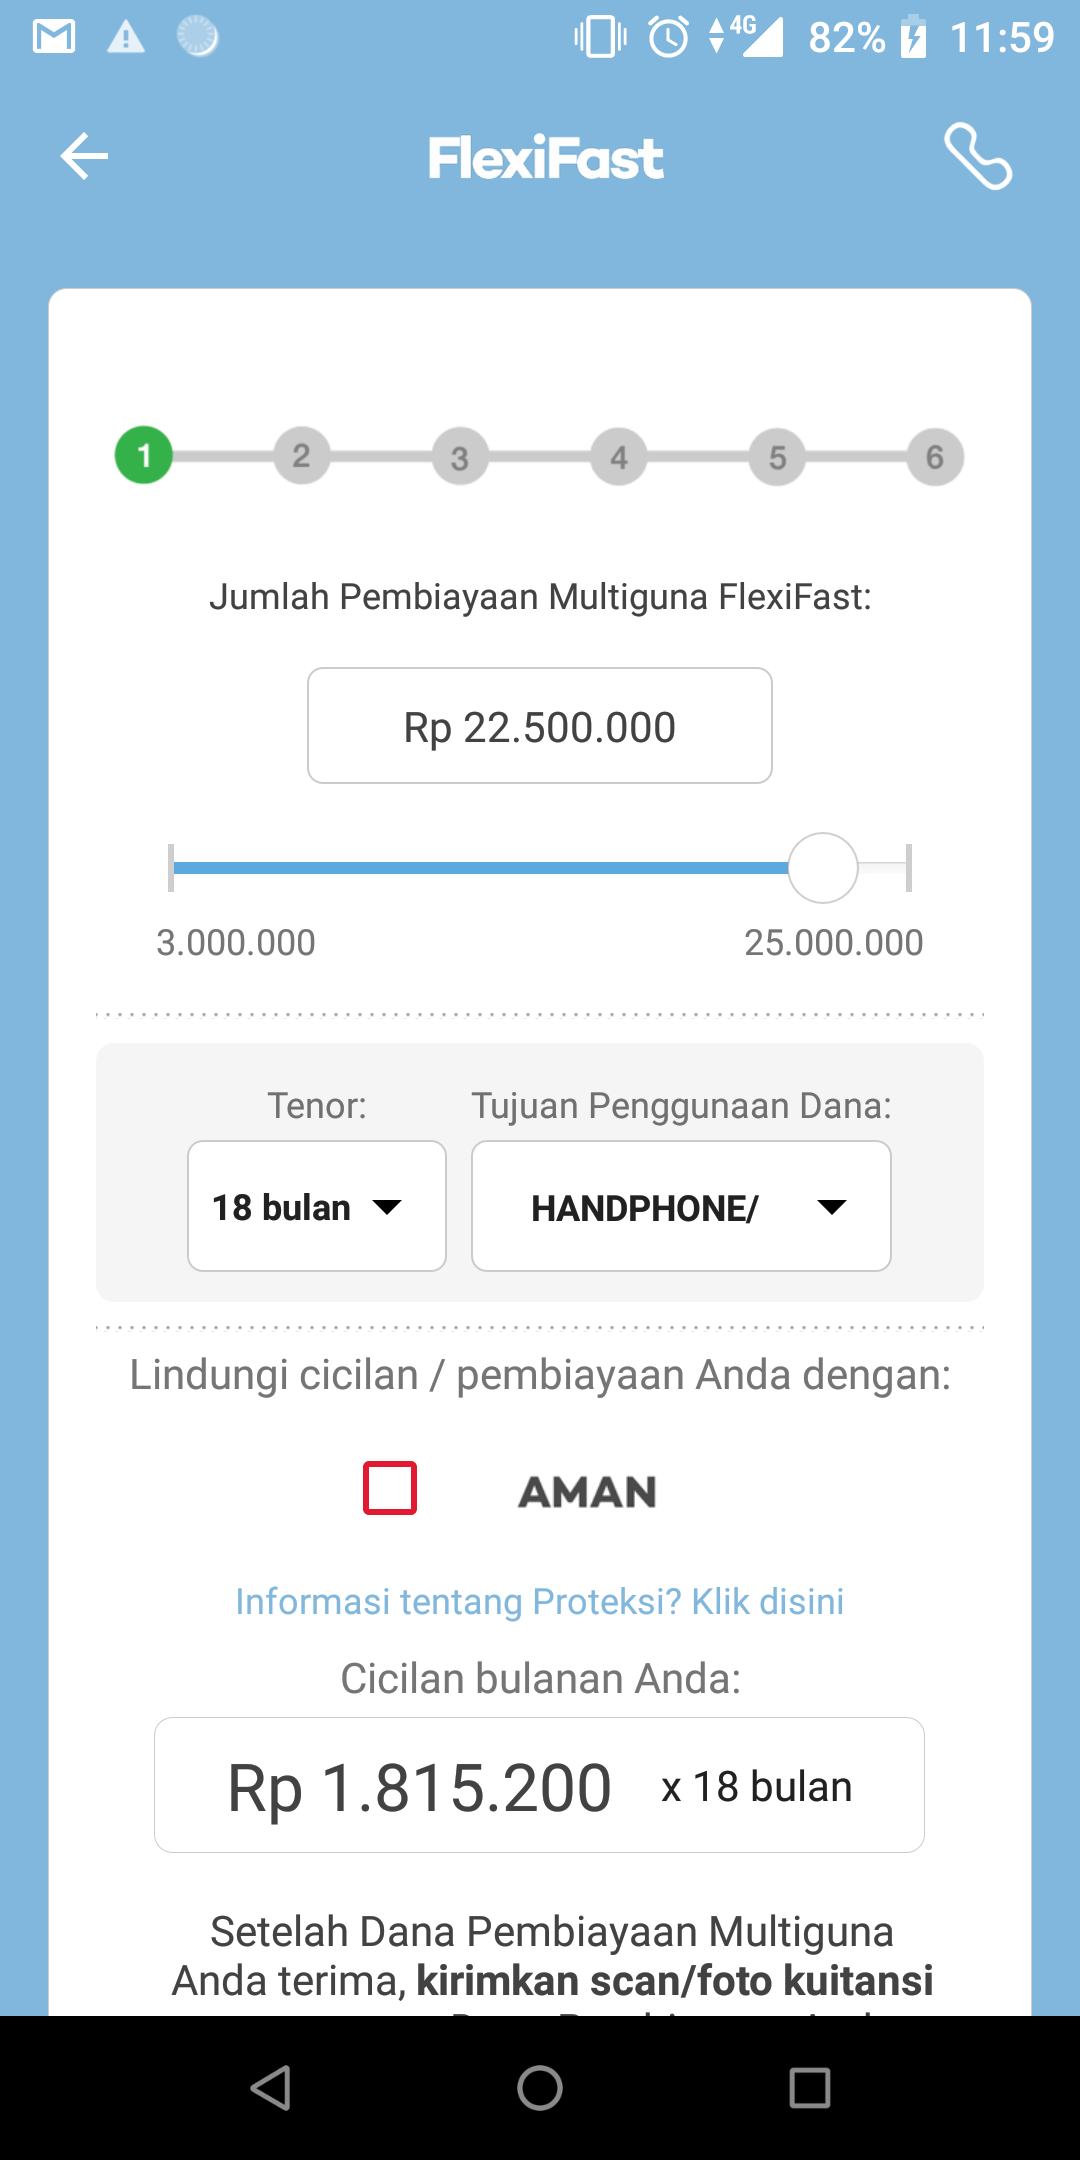 4G 82% 11:59
FlexiFast
1 2 3 4 5 6
Jumlah Pembiayaan Multiguna FlexiFast:
Rp 22.500.000
3.000.000 25.000.000
Tenor: Tujuan Penggunaan Dana:
18 bulan HANDPHONE/
Lindungi cicilan / pembiayaan Anda dengan:
AMAN
Informasi tentang Proteksi? Klik disini
Cicilan bulanan Anda:
Rp 1.815.200 x 18 bulan
Setelah Dana Pembiayaan Multiguna
Anda terima, kirimkan scan/foto kuitansi